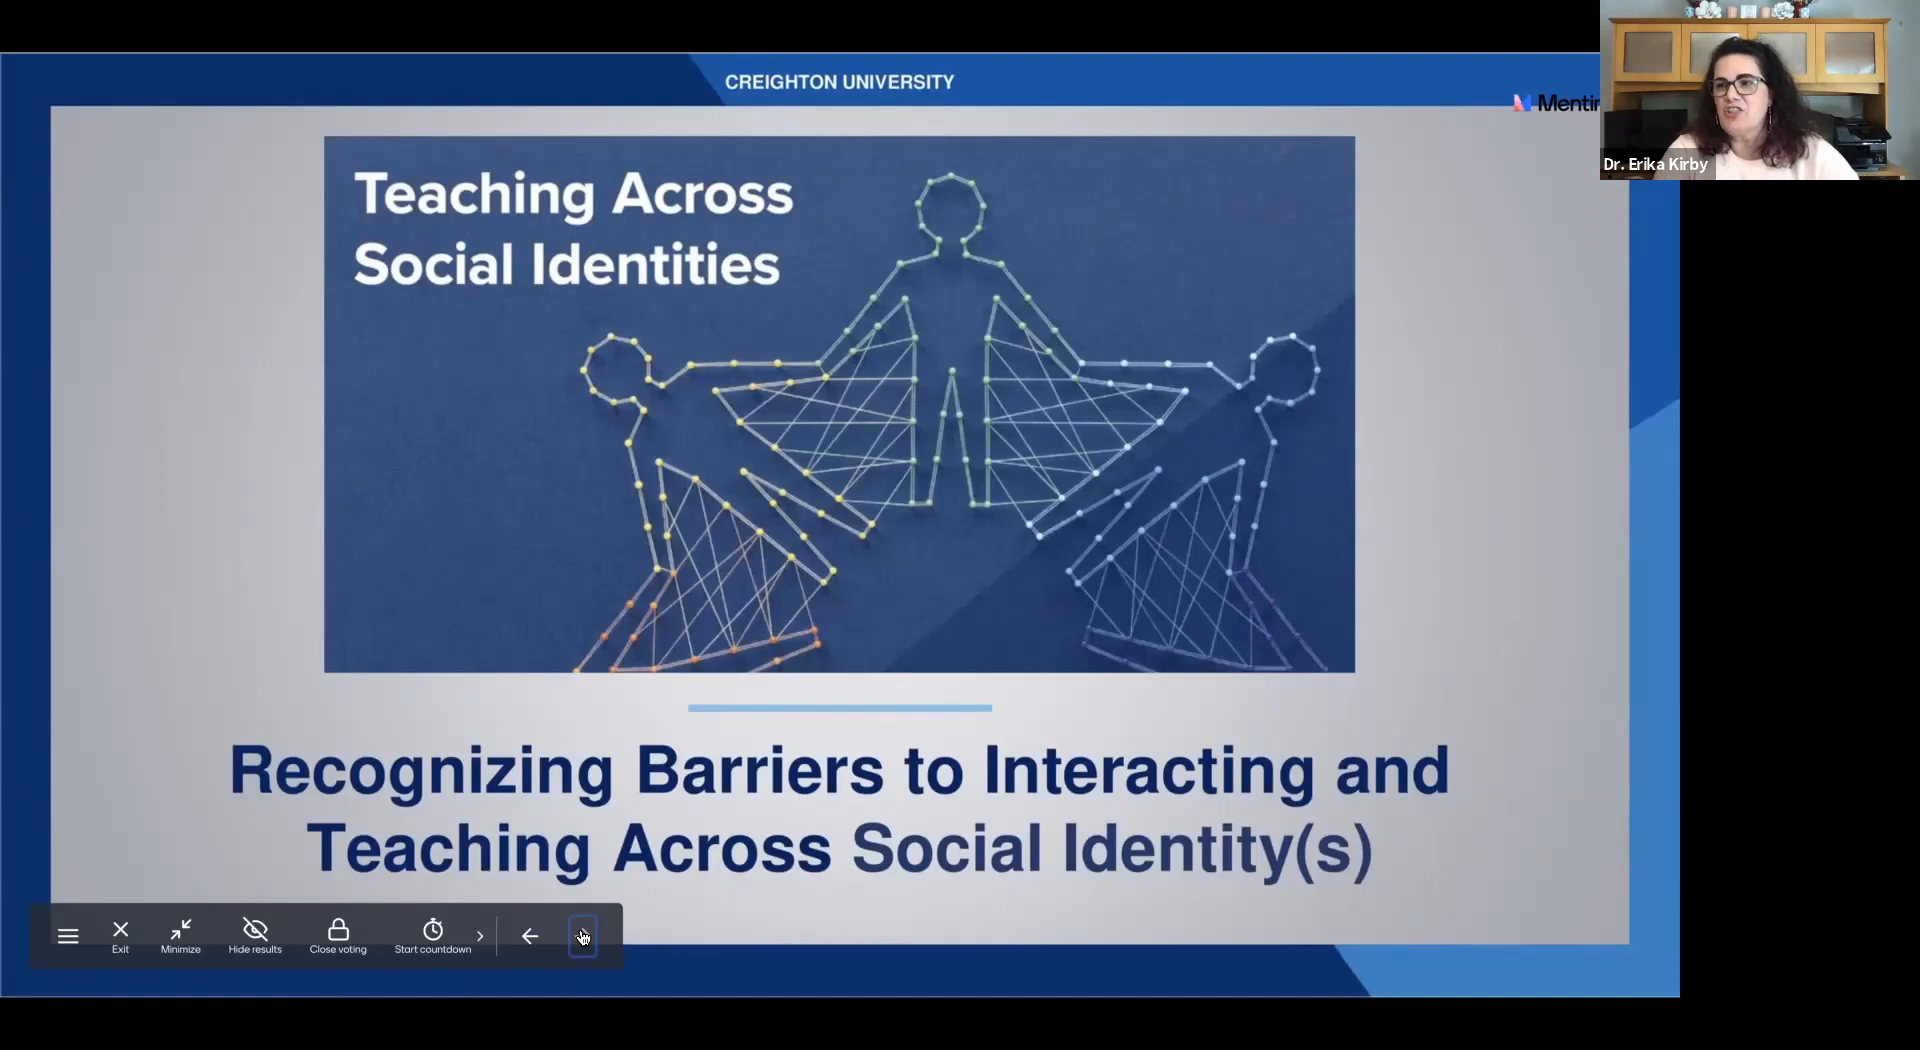 CREIGHTON UNIVERSITY
Dr. Erika Kirby
Teaching Across
Social Identities
Recognizing Barriers to Interacting and
Teaching Across Social Identity(s)
Exit
Minimize
Hide results
Close voting
Start countdown